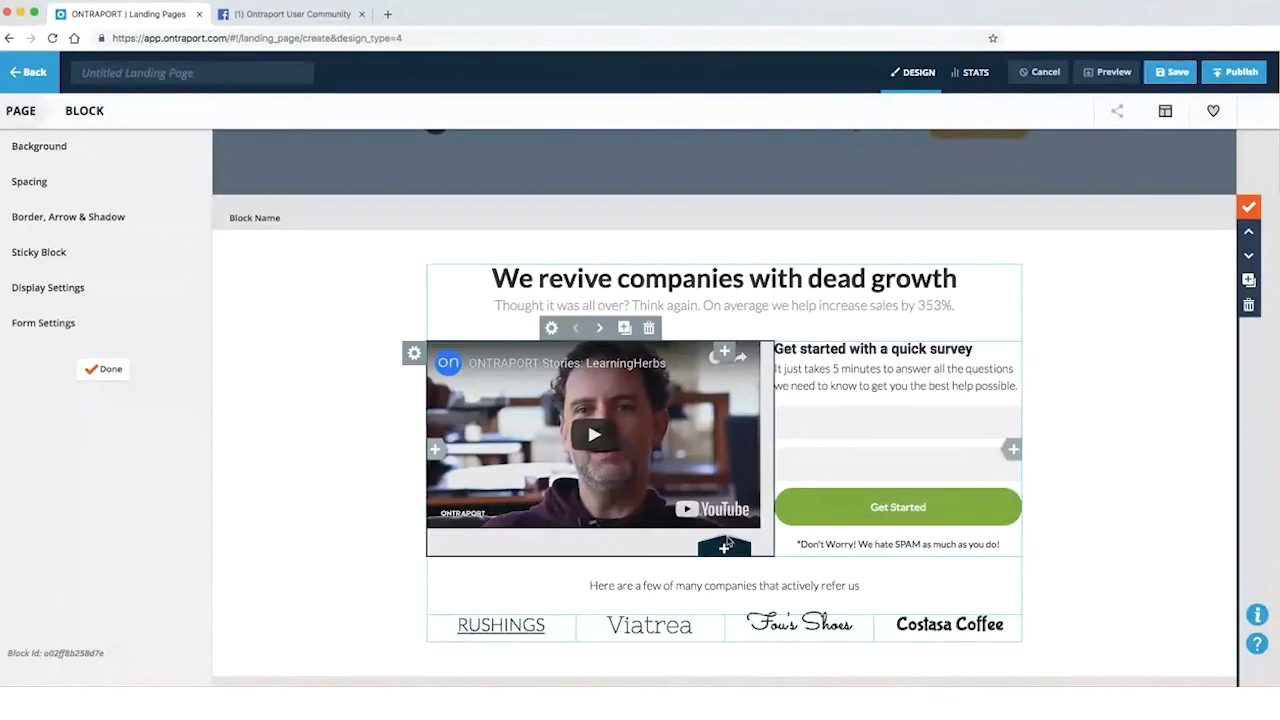 ONTRAPORT | Landing Pages
(1) Ontraport User Community
https://app.ontraport.com/#!/landing_page/create&design_type=4
Back
Untitled Landing Page
DESIGN
STATS
Cancel
Preview
Save
Publish
PAGE
BLOCK
Background
Spacing
Border, Arrow & Shadow
Sticky Block
Display Settings
Form Settings
Done
Block Id: o02ff8b258d7e
Block Name
We revive companies with dead growth
Thought it was all over? Think again. On average we help increase sales by 353%.
on
ONTRAPORT Stories: LearningHerbs
ONTRAPORT
YouTube
Get started with a quick survey
It just takes 5 minutes to answer all the questions
we need to know to get you the best help possible.
Get Started
*Don't Worry! We hate SPAM as much as you do!
Here are a few of many companies that actively refer us
RUSHINGS
Viatrea
Fou's Shoes
Costasa Coffee